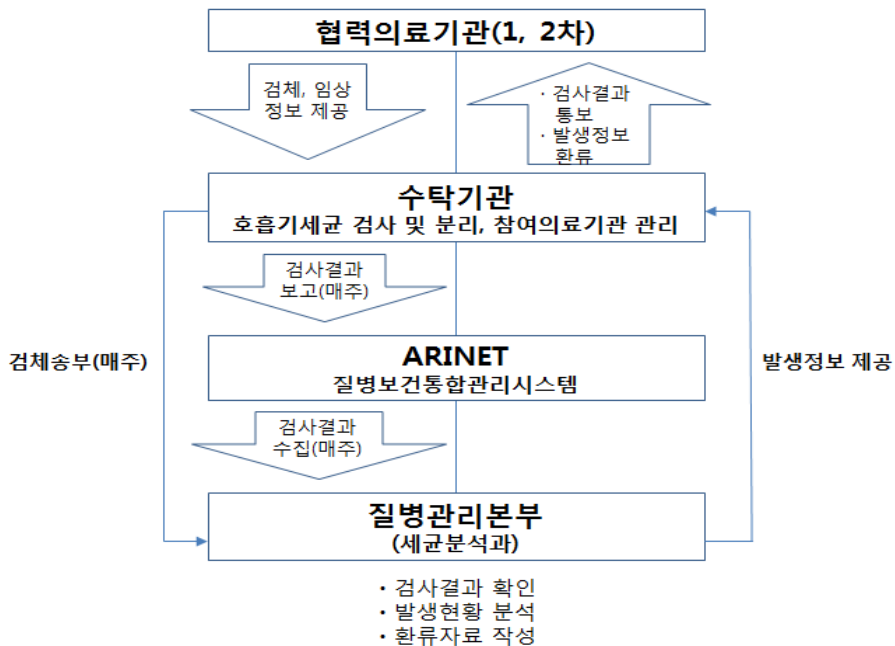 협력의료기관(1, 2차)
검체, 임상
정보 제공
· 검사결과
통보
· 발생정보
환류
수탁기관
호흡기세균 검사 및 분리, 참여의료기관 관리
검사결과
보고(매주)
검체송부(매주)
ARINET
질병보건통합관리시스템
발생정보 제공
검사결과
수집(매주)
질병관리본부
(세균분석과)
· 검사결과 확인
· 발생현황 분석
· 환류자료 작성